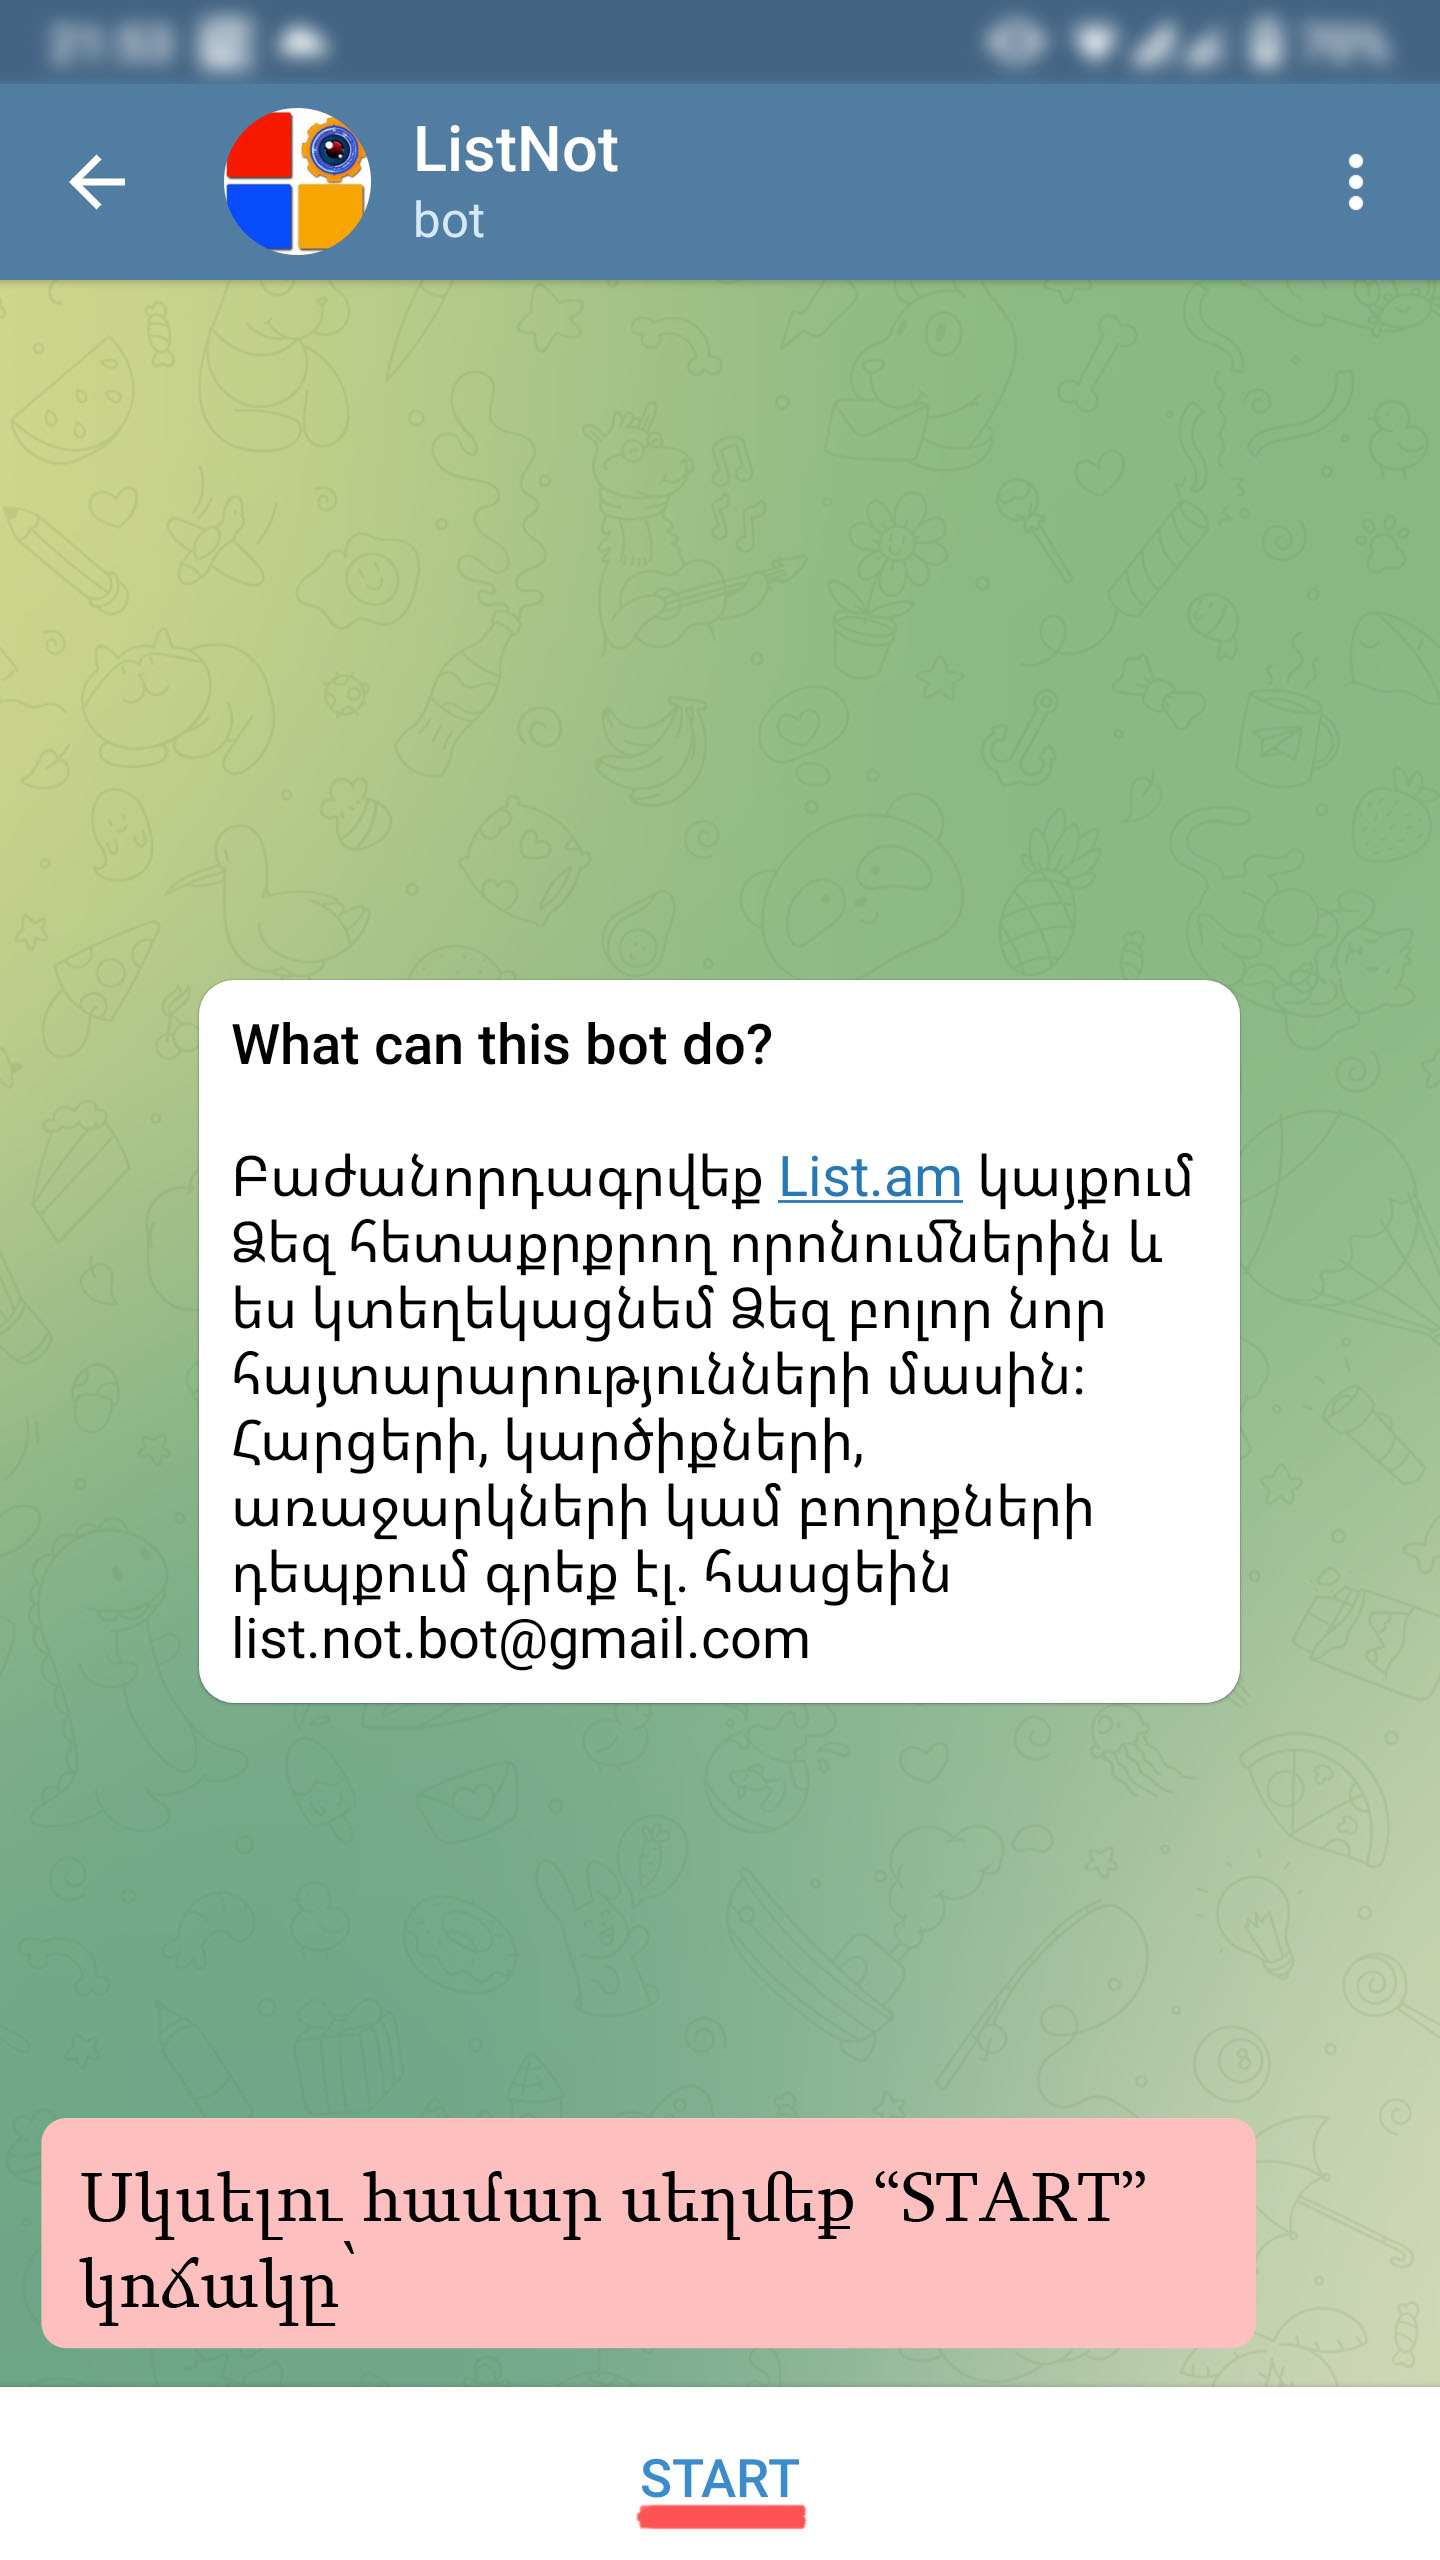 ListNot
bot
What can this bot do?
Բաժանորդագրվեք List.am կայքում
Ձեզ հետաքրքրող որոնումներին և
ես կտեղեկացնեմ Ձեզ բոլոր նոր
հայտարարությունների մասին:
Հարցերի, կարծիքների,
առաջարկների կամ բողոքների
դեպքում գրեք էլ. հասցեին
list.not.bot@gmail.com
Սկսելու համար սեղմեք “START”
կոճակը՝
START